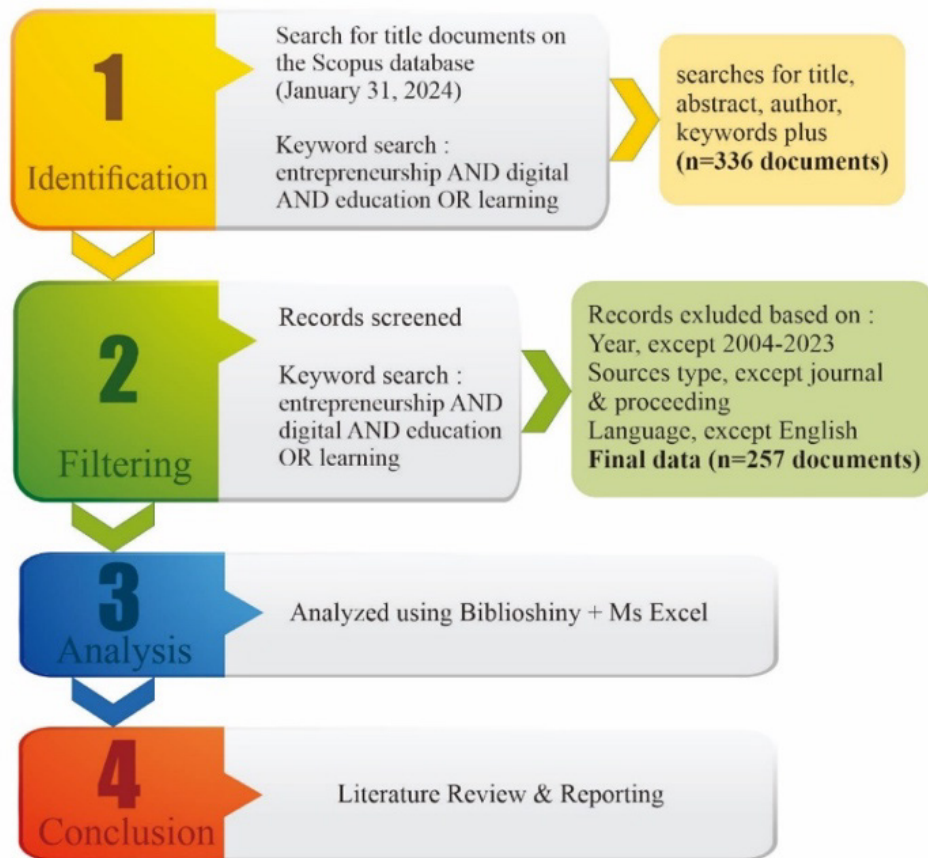 1
Identification
Search for title documents on
the Scopus database
(January 31, 2024)
Keyword search :
entrepreneurship AND digital
AND education OR learning
searches for title,
abstract, author,
keywords plus
(n=336 documents)
2
Filtering
Records screened
Keyword search :
entrepreneurship AND
digital AND education
OR learning
Records exluded based on :
Year, except 2004-2023
Sources type, except journal
& proceeding
Language, except English
Final data (n=257 documents)
3
Analysis
Analyzed using Biblioshiny + Ms Excel
4
Conclusion
Literature Review & Reporting